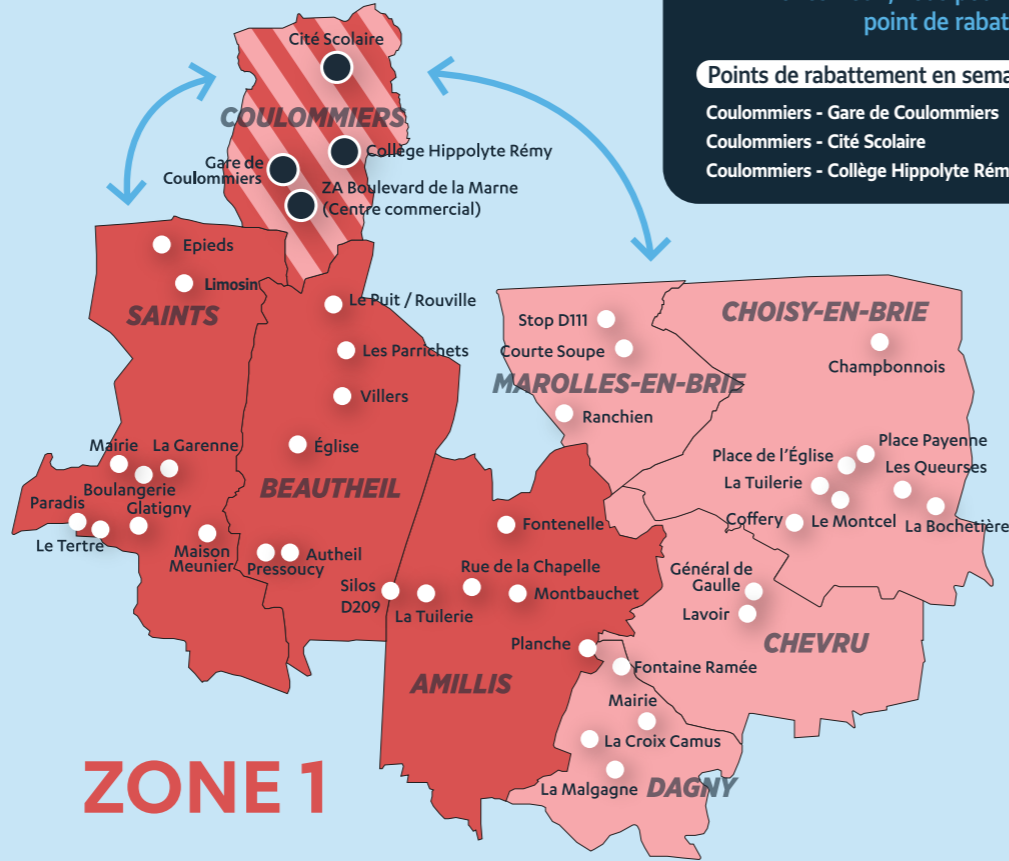 point de rabat
Points de rabattement en sema
Coulommiers - Gare de Coulommiers
Coulommiers - Cité Scolaire
Coulommiers - Collège Hippolyte Rém
Cité Scolaire
COULOMMIERS
Collège Hippolyte Rémy
Gare de
Coulommiers
ZA Boulevard de la Marne
(Centre commercial)
Epieds
Limosin
SAINTS
Mairie
La Garenne
Boulangerie
Glatigny
Paradis
Le Tertre
Maison
Meunier
Le Puit / Rouville
Les Parrichets
Villers
Église
BEAUTHEIL
Autheil
Pressoucy
Silos
D209
La Tuilerie
Rue de la Chapelle
Fontenelle
Montbauchet
Planche
AMILLIS
Stop D111
Courte Soupe
MAROLLES-EN-BRIE
Ranchien
CHOISY-EN-BRIE
Champbonnois
Place Payenne
Place de l'Église
Les Queurses
La Tuilerie
Le Montcel
La Bochetière
Coffery
Général de
Gaulle
Lavoir
CHEVRU
Fontaine Ramée
Mairie
La Croix Camus
La Malgagne
DAGNY
ZONE 1